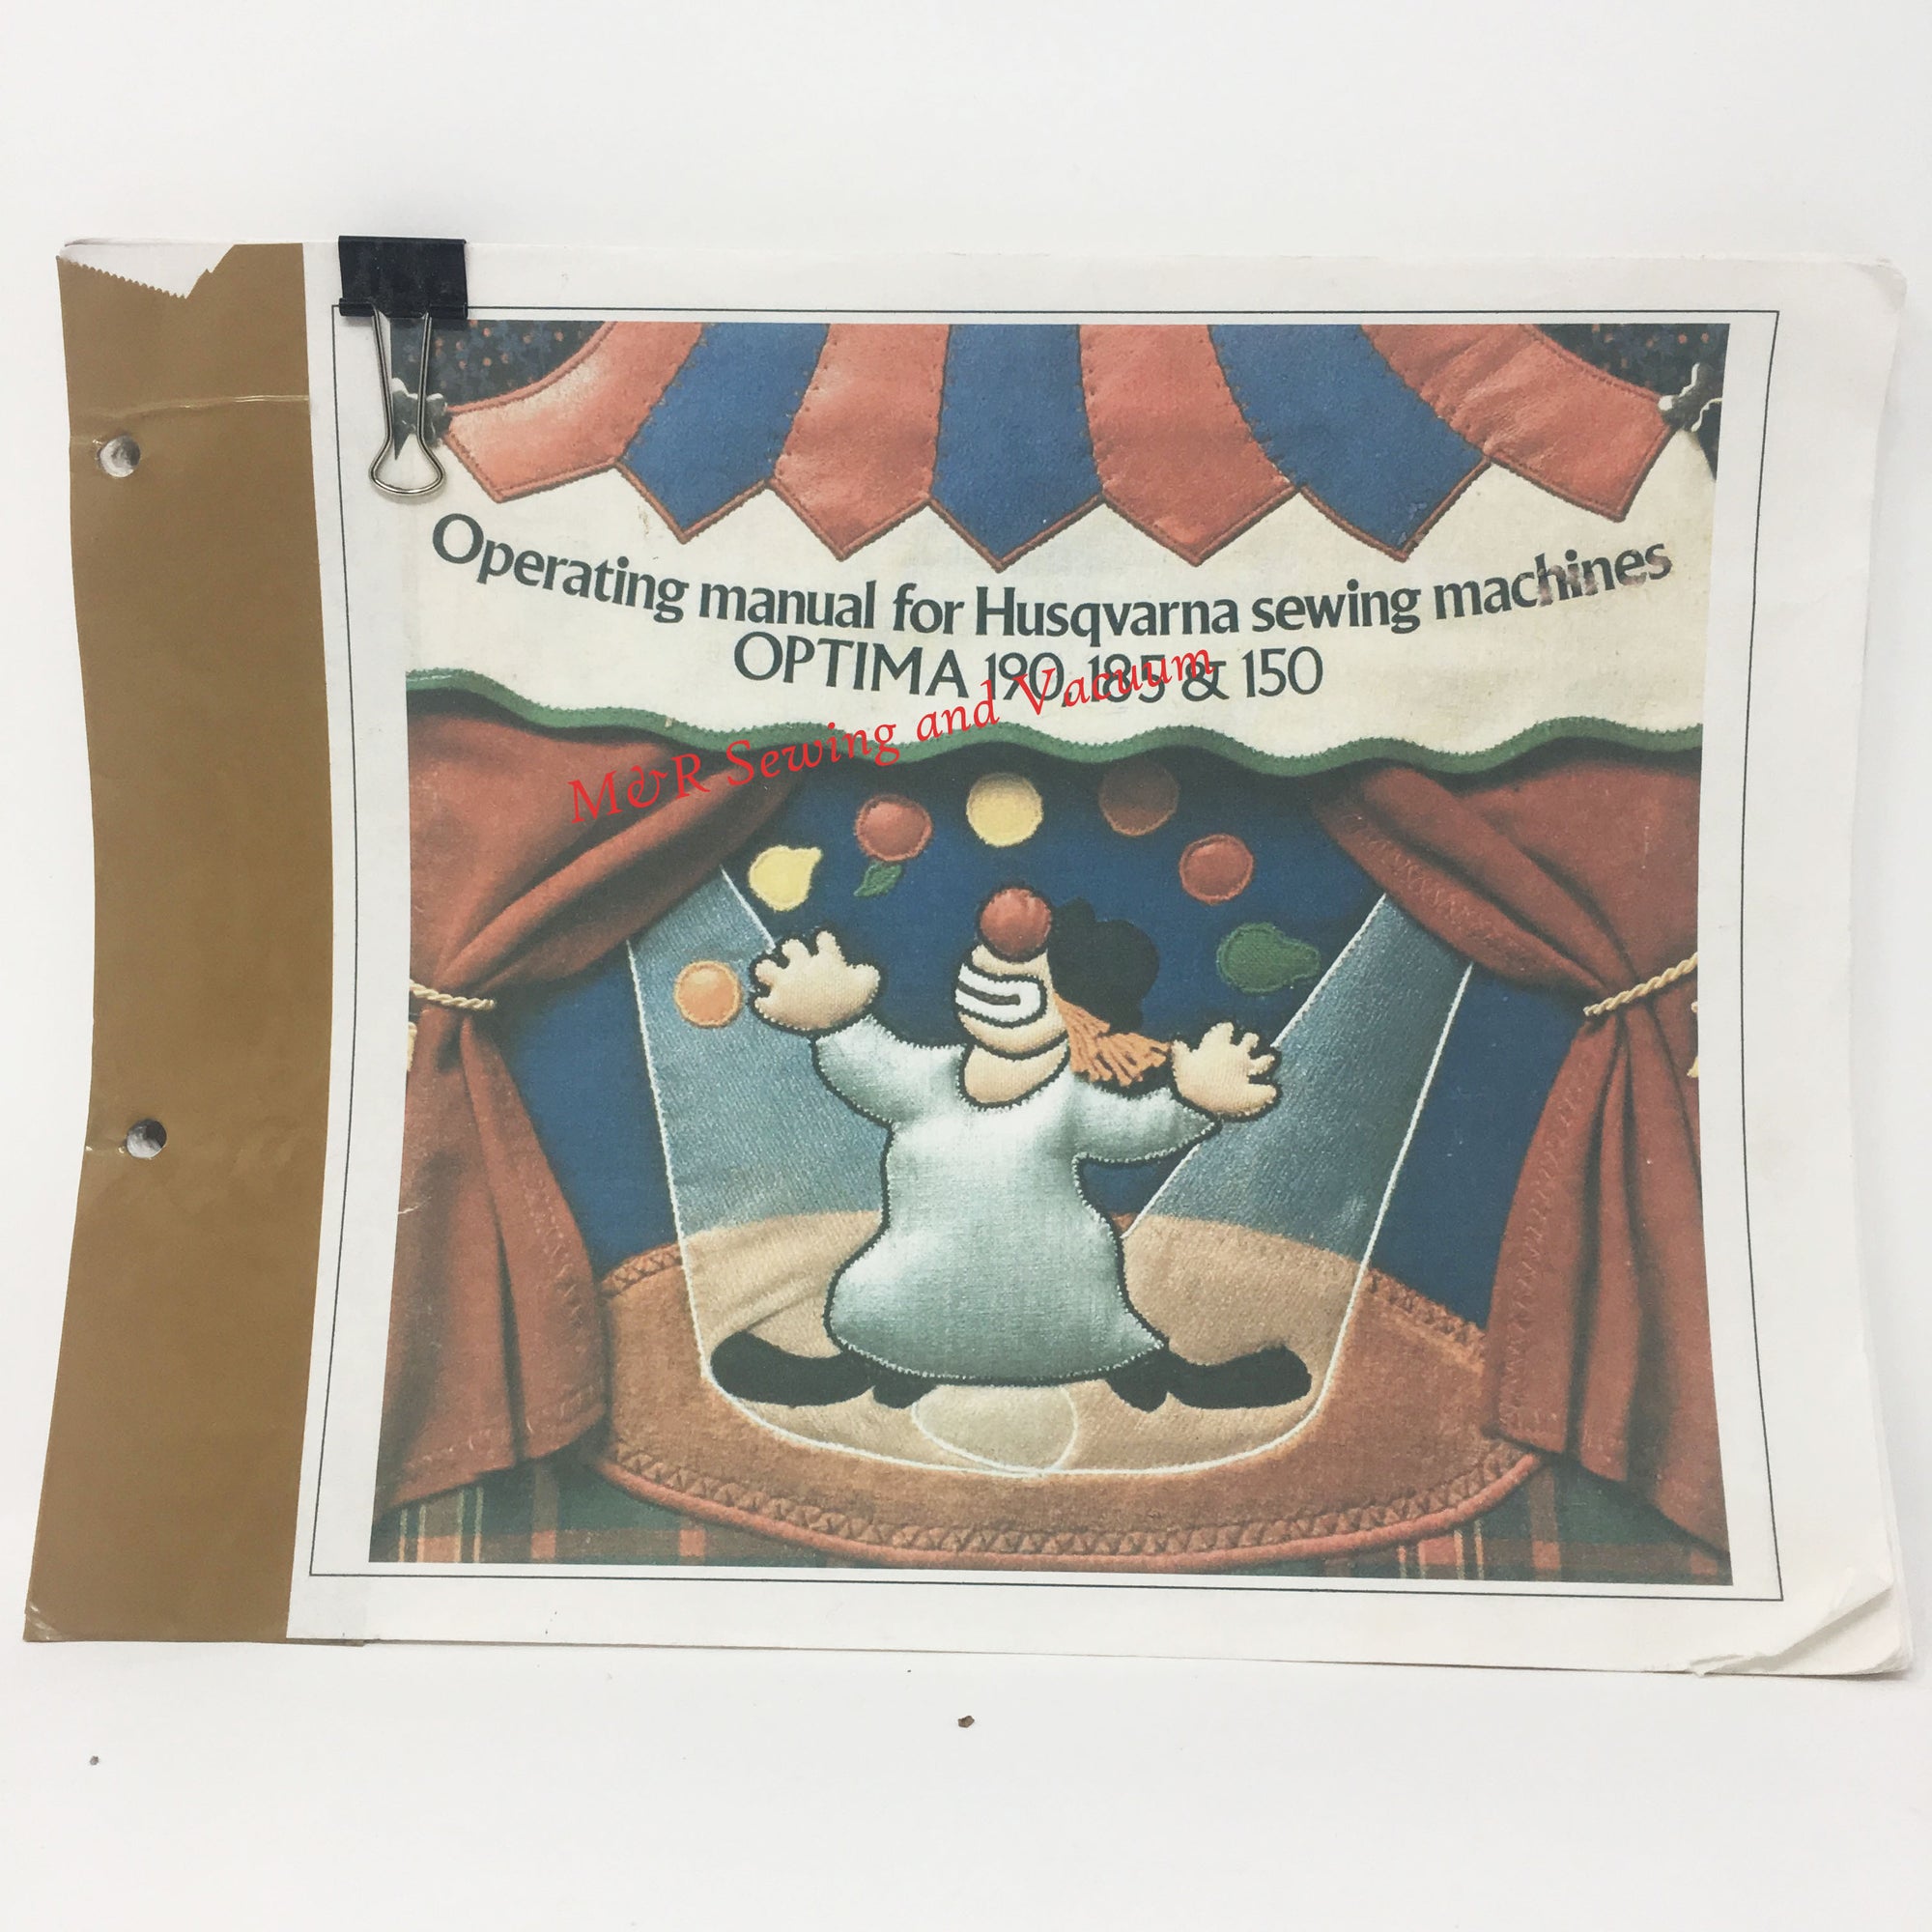 Operating manual for Husqvarna sewing machines
OPTIMA 190, 185 & 150
M&R Sewing and Vacuum